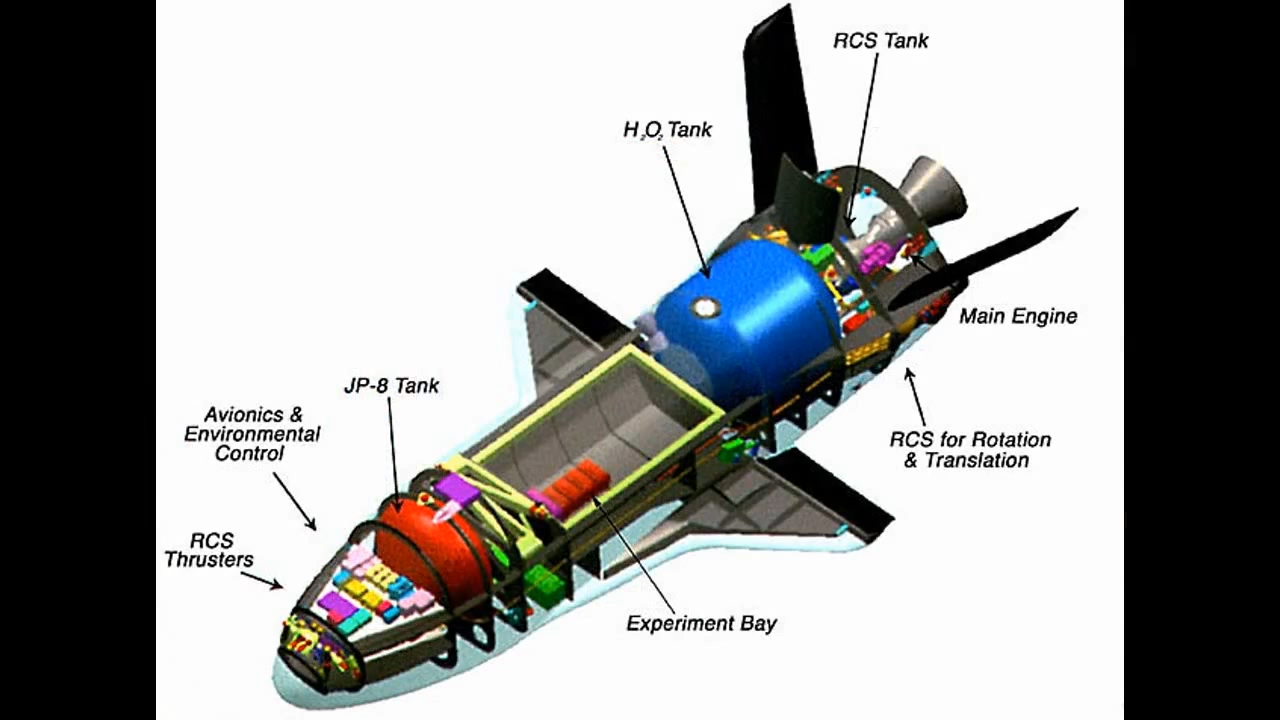 RCS Tank
H₂O₂ Tank
Main Engine
JP-8 Tank
Avionics &
Environmental
Control
RCS for Rotation
& Translation
RCS
Thrusters
Experiment Bay